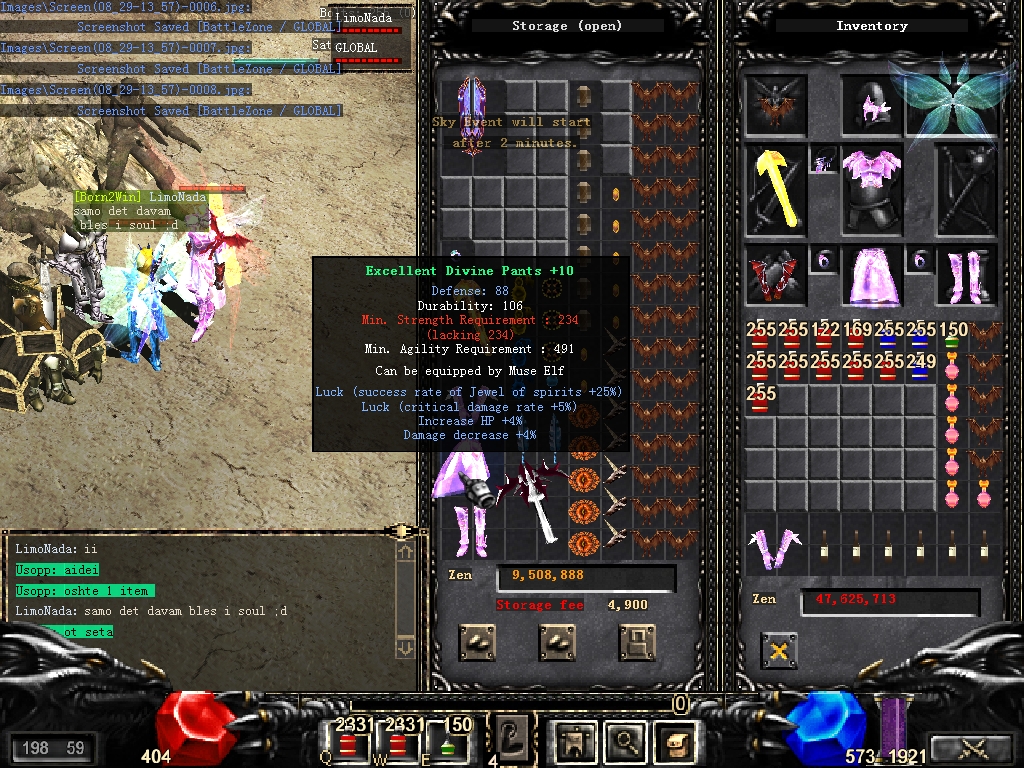 Images\Screen(08_29-13_57)-0006.jpg:
Screenshot Saved [BattleZone / GLOBAL]
Images\Screen(08_29-13_57)-0007.jpg:
Screenshot Saved [BattleZone / GLOBAL]
Images\Screen(08_29-13_57)-0008.jpg:
Screenshot Saved [BattleZone / GLOBAL]
LimoNada
GLOBAL
[Born2Win] LimoNada
samo det davam
bles i soul ;d
Storage (open)
Sky Event will start
after 2 minutes.
Excellent Divine Pants +10
Defense: 88
Durability: 106
Min. Strength Requirement : 234
(lacking 234)
Min. Agility Requirement : 491
Can be equipped by Muse Elf
Luck (success rate of Jewel of spirits +25%)
Luck (critical damage rate +5%)
Increase HP +4%
Damage decrease +4%
Zen
9,508,888
Storage fee 4,900
Inventory
255 255 122 169 255 255 150
255 255 255 255 255 249
255
Zen
47,625,713
LimoNada: ii
Usopp: aidei
Usopp: oshte 1 item
LimoNada: samo det davam bles i soul ;d
ot seta
0
198 59
404
2331 2331 150
Q W E
4
573 1921